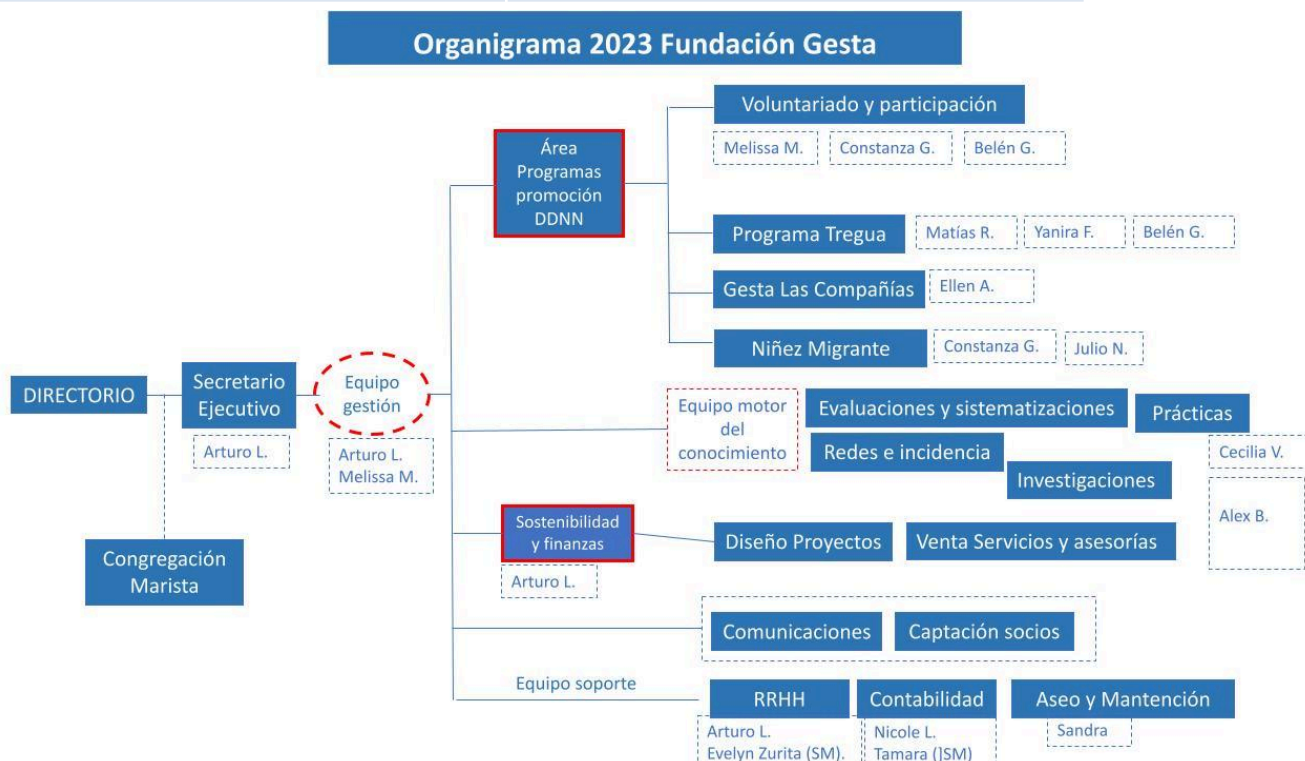 Organigrama 2023 Fundación Gesta
Voluntariado y participación
Melissa M.
Constanza G.
Belén G.
Área
Programas
promoción
DDNN
Programa Tregua
Matías R.
Yanira F.
Belén G.
Gesta Las Compañías
Ellen A.
Niñez Migrante
Constanza G.
Julio N.
DIRECTORIO
Secretario
Ejecutivo
Arturo L.
Equipo
gestión
Arturo L.
Melissa M.
Congregación
Marista
Equipo motor
del
conocimiento
Evaluaciones y sistematizaciones
Prácticas
Redes e incidencia
Investigaciones
Cecilia V.
Alex B.
Sostenibilidad
y finanzas
Arturo L.
Diseño Proyectos
Venta Servicios y asesorías
Comunicaciones
Captación socios
Equipo soporte
RRHH
Arturo L.
Evelyn Zurita (SM).
Contabilidad
Nicole L.
Tamara (]SM)
Aseo y Mantención
Sandra